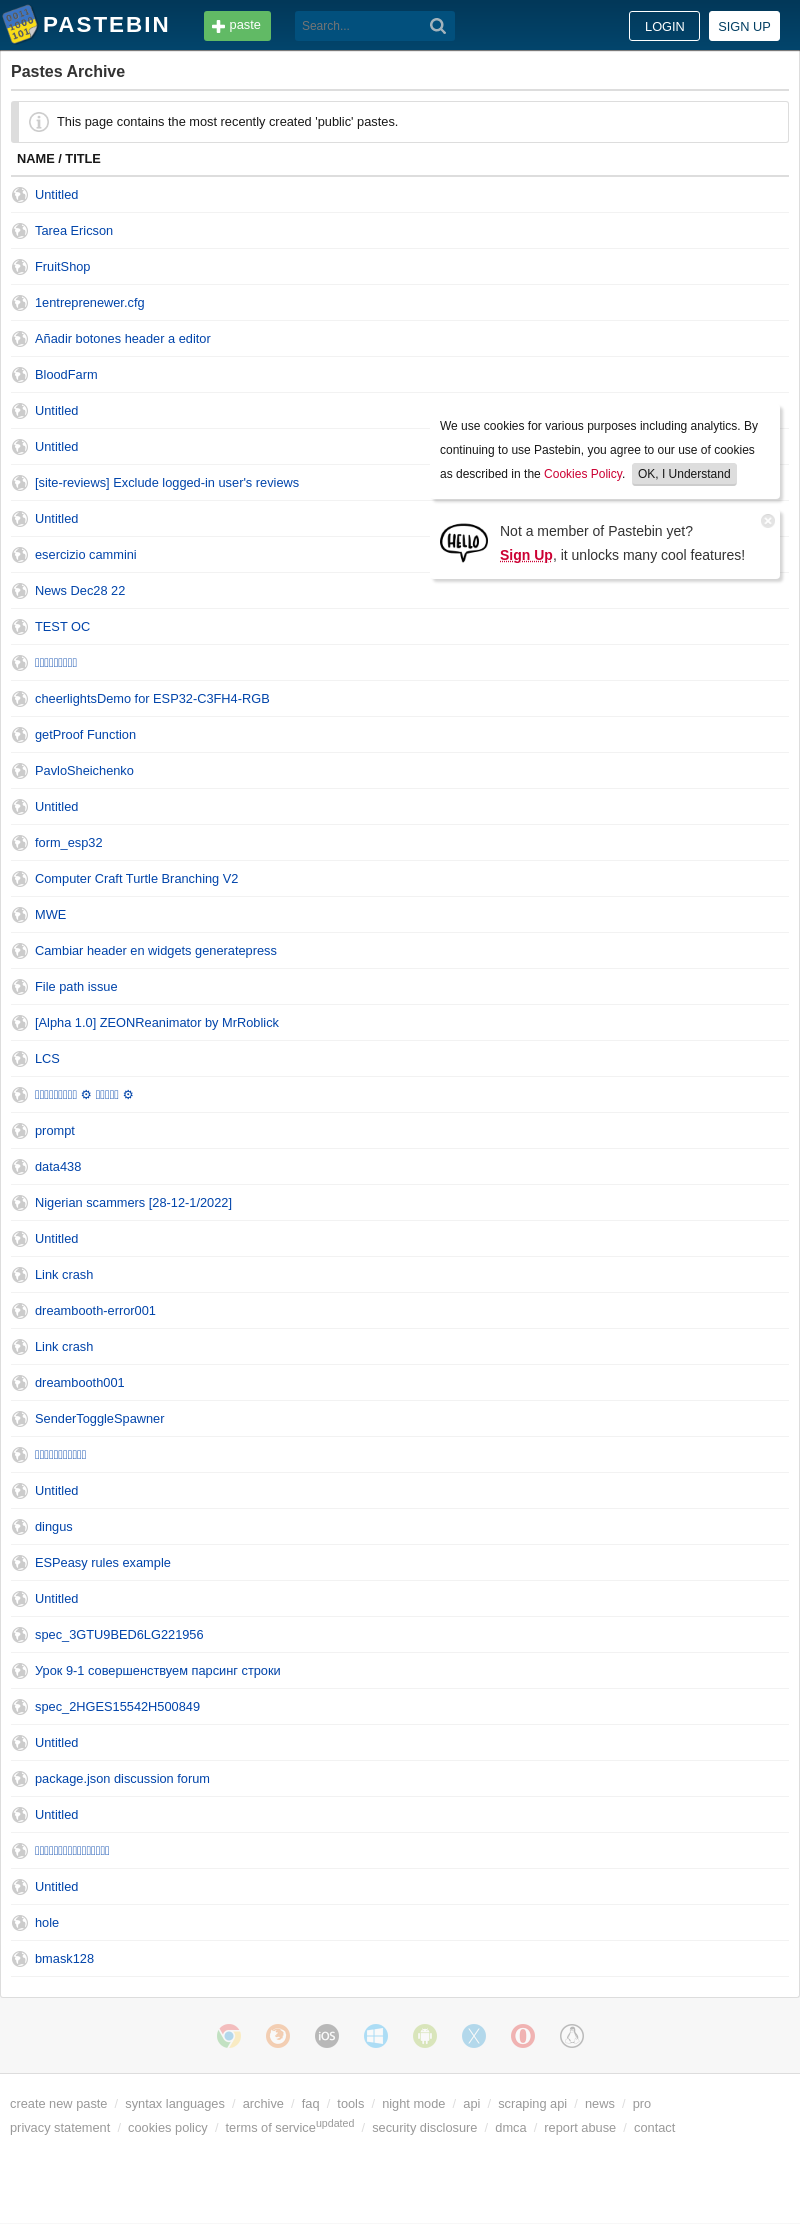 PASTEBIN
paste
Search...
LOGIN
SIGN UP
Pastes Archive
This page contains the most recently created 'public' pastes.
NAME / TITLE
Untitled
Tarea Ericson
FruitShop
1entreprenewer.cfg
Añadir botones header a editor
BloodFarm
Untitled
Untitled
[site-reviews] Exclude logged-in user's reviews
Untitled
esercizio cammini
News Dec28 22
We use cookies for various purposes including analytics. By
continuing to use Pastebin, you agree to our use of cookies
as described in the Cookies Policy. OK, I Understand
HELLO
Not a member of Pastebin yet?
Sign Up, it unlocks many cool features!
TEST OC
cheerlightsDemo for ESP32-C3FH4-RGB
getProof Function
PavloSheichenko
Untitled
form_esp32
Computer Craft Turtle Branching V2
MWE
Cambiar header en widgets generatepress
File path issue
[Alpha 1.0] ZEONReanimator by MrRoblick
LCS
⚙ ⚙
prompt
data438
Nigerian scammers [28-12-1/2022]
Untitled
Link crash
dreambooth-error001
Link crash
dreambooth001
SenderToggleSpawner
Untitled
dingus
ESPeasy rules example
Untitled
spec_3GTU9BED6LG221956
Урок 9-1 совершенствуем парсинг строки
spec_2HGES15542H500849
Untitled
package.json discussion forum
Untitled
Untitled
hole
bmask128
iOS
create new paste / syntax languages / archive / faq / tools / night mode / api / scraping api / news / pro
privacy statement / cookies policy / terms of service updated / security disclosure / dmca / report abuse / contact